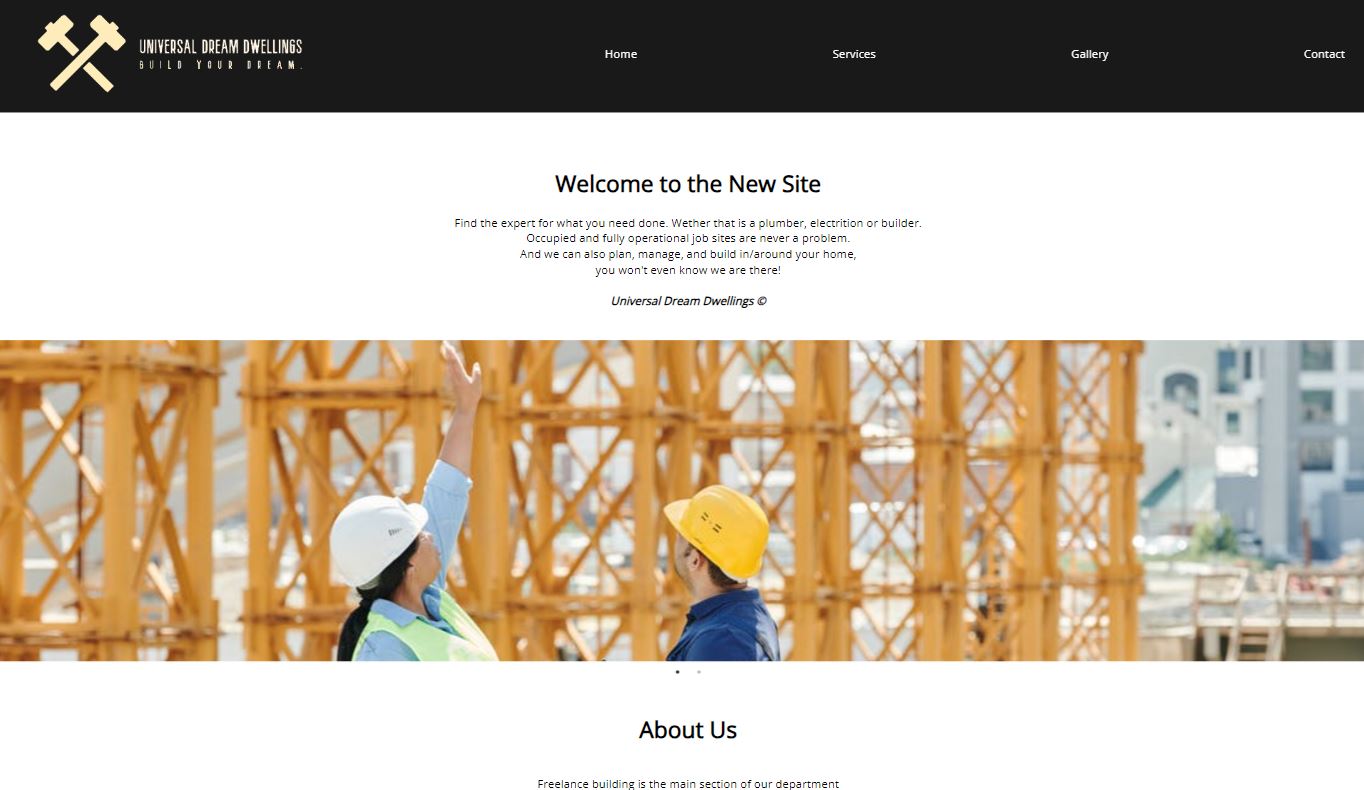 UNIVERSAL DREAM DWELLINGS
BUILD YOUR DREAM.
Home
Services
Gallery
Contact
Welcome to the New Site
Find the expert for what you need done. Wether that is a plumber, electrition or builder.
Occupied and fully operational job sites are never a problem.
And we can also plan, manage, and build in/around your home,
you won't even know we are there!
Universal Dream Dwellings ©
About Us
Freelance building is the main section of our department